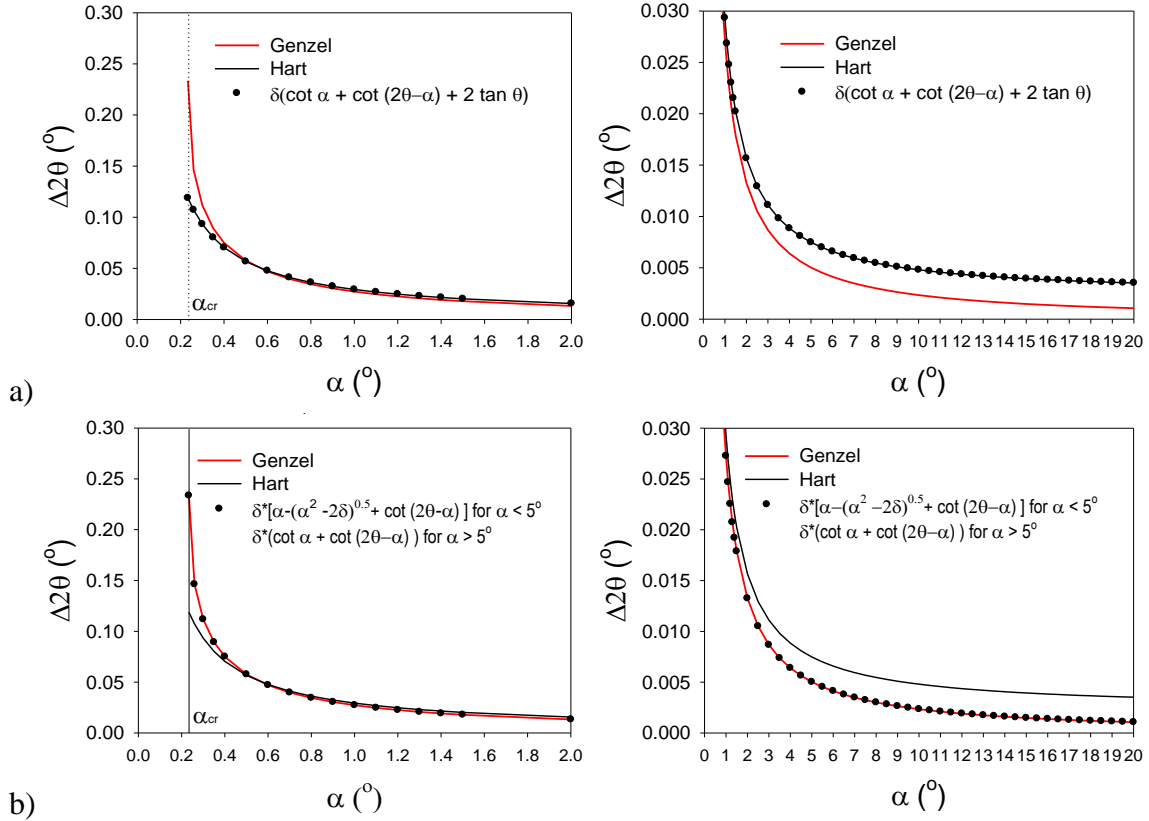 0.30
0.25
0.20
0.15
0.10
0.05
0.00
Δ2θ (°)
Genzel
Hart
δ(cot α + cot (2θ−α) + 2 tan θ)
αcr
0.0 0.2 0.4 0.6 0.8 1.0 1.2 1.4 1.6 1.8 2.0
α (°)
a)
0.030
0.025
0.020
0.015
0.010
0.005
0.000
Δ2θ (°)
Genzel
Hart
δ(cot α + cot (2θ−α) + 2 tan θ)
1 2 3 4 5 6 7 8 9 10 11 12 13 14 15 16 17 18 19 20
α (°)
0.30
0.25
0.20
0.15
0.10
0.05
0.00
Δ2θ (°)
Genzel
Hart
δ*[α-(α² -2δ)^0.5 + cot (2θ-α) ] for α < 5°
δ*(cot α + cot (2θ−α) ) for α > 5°
αcr
0.0 0.2 0.4 0.6 0.8 1.0 1.2 1.4 1.6 1.8 2.0
α (°)
b)
0.030
0.025
0.020
0.015
0.010
0.005
0.000
Δ2θ (°)
Genzel
Hart
δ*[α−(α² −2δ)^0.5 + cot (2θ−α) ] for α < 5°
δ*(cot α + cot (2θ−α) ) for α > 5°
1 2 3 4 5 6 7 8 9 10 11 12 13 14 15 16 17 18 19 20
α (°)